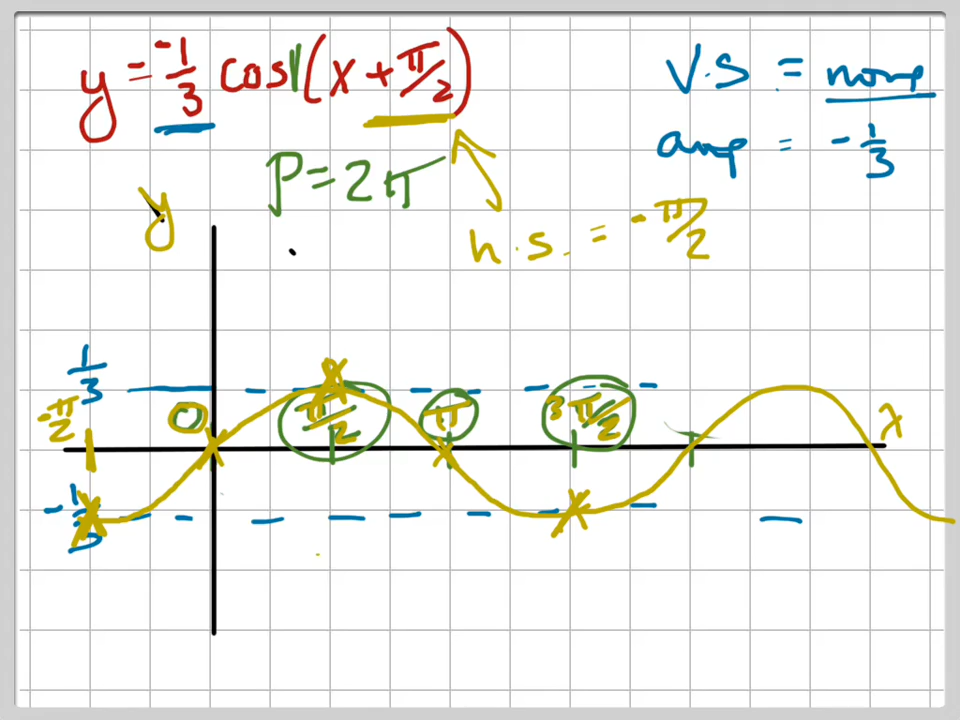 y = -1/3 cos 1(x + π/2)
V.S = none
amp = -1/3
P = 2π
h.s. = -π/2
y
1/3
-π/2 0 π/2 π 3π/2 x
-1/3